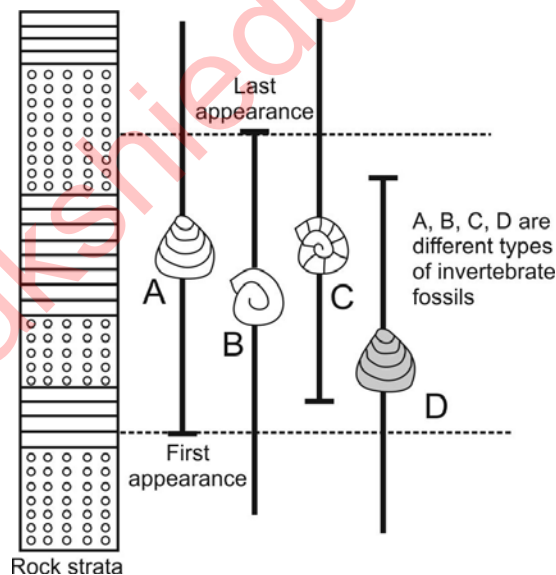 Last
appearance
A, B, C, D are
different types
of invertebrate
fossils
A
B
C
D
First
appearance
Rock strata